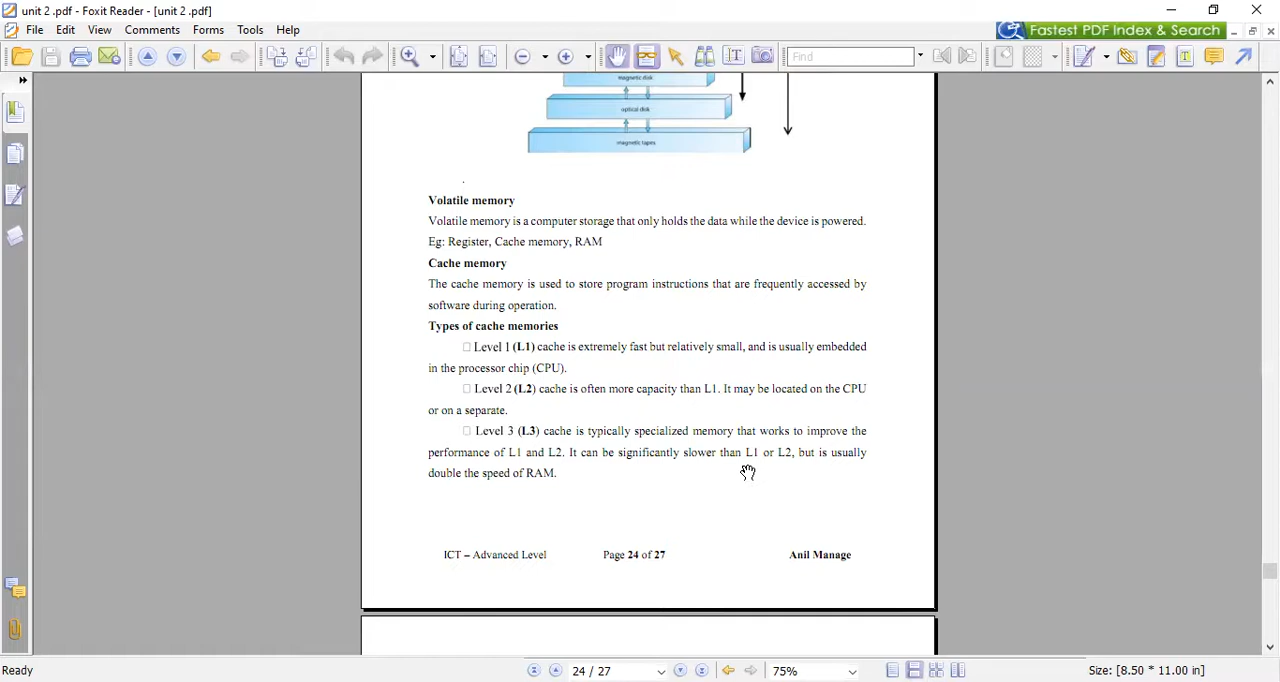 unit 2 .pdf - Foxit Reader - [unit 2 .pdf]
File Edit View Comments Forms Tools Help
Fastest PDF Index & Search
Find
magnetic disk
optical disk
magnetic tapes
Volatile memory
Volatile memory is a computer storage that only holds the data while the device is powered.
Eg: Register, Cache memory, RAM
Cache memory
The cache memory is used to store program instructions that are frequently accessed by
software during operation.
Types of cache memories
Level 1 (L1) cache is extremely fast but relatively small, and is usually embedded
in the processor chip (CPU).
Level 2 (L2) cache is often more capacity than L1. It may be located on the CPU
or on a separate.
Level 3 (L3) cache is typically specialized memory that works to improve the
performance of L1 and L2. It can be significantly slower than L1 or L2, but is usually
double the speed of RAM.
ICT – Advanced Level Page 24 of 27 Anil Manage
Ready 24 / 27 75% Size: [8.50 * 11.00 in]